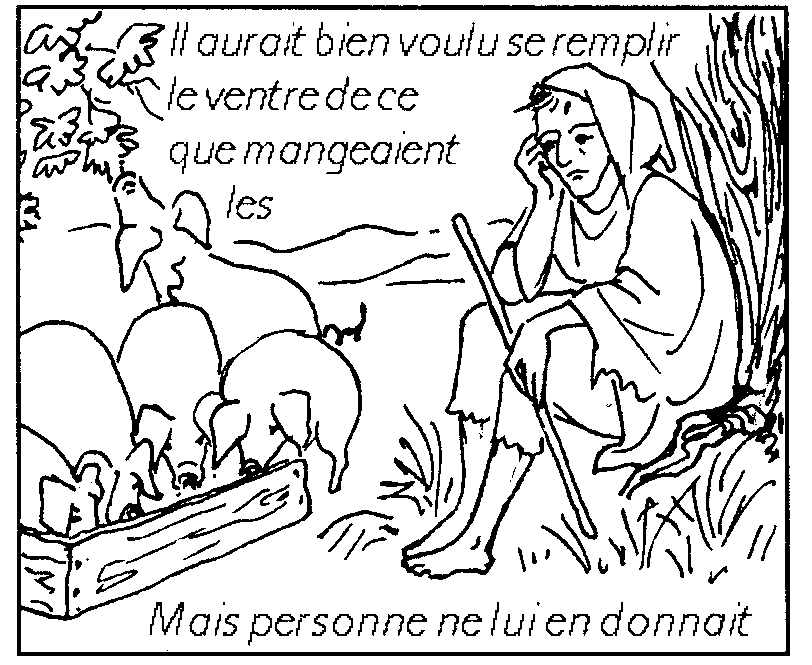 Il aurait bien voulu se remplir
le ventre de ce
que mangeaient
les
Mais personne ne lui en donnait